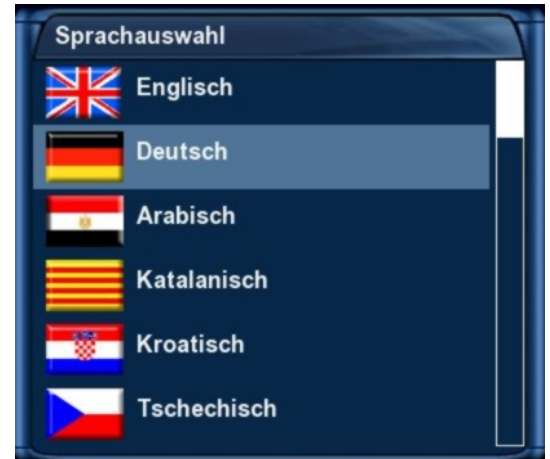 Sprachauswahl
Englisch
Deutsch
Arabisch
Katalanisch
Kroatisch
Tschechisch